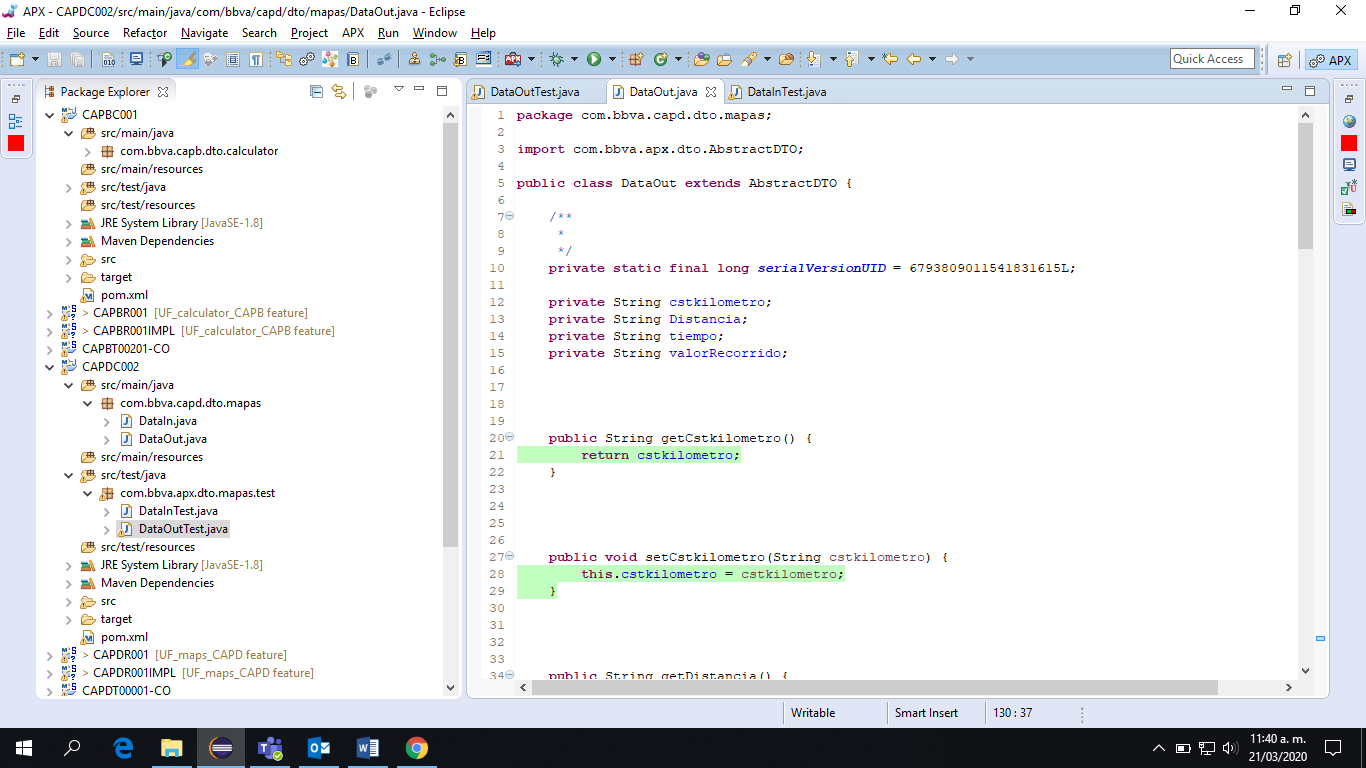 APX - CAPDC002/src/main/java/com/bbva/capd/dto/mapas/DataOut.java - Eclipse
File Edit Source Refactor Navigate Search Project APX Run Window Help
Quick Access
APX
Package Explorer
CAPBC001
src/main/java
com.bbva.capb.dto.calculator
src/main/resources
src/test/java
src/test/resources
JRE System Library [JavaSE-1.8]
Maven Dependencies
src
target
pom.xml
> CAPBR001 [UF_calculator_CAPB feature]
> CAPBR001IMPL [UF_calculator_CAPB feature]
CAPBT00201-CO
CAPDC002
src/main/java
com.bbva.capd.dto.mapas
DataIn.java
DataOut.java
src/main/resources
src/test/java
com.bbva.apx.dto.mapas.test
DataInTest.java
DataOutTest.java
src/test/resources
JRE System Library [JavaSE-1.8]
Maven Dependencies
src
target
pom.xml
> CAPDR001 [UF_maps_CAPD feature]
> CAPDR001IMPL [UF_maps_CAPD feature]
CAPDT00001-CO
DataOutTest.java DataOut.java DataInTest.java
1 package com.bbva.capd.dto.mapas;
2
3 import com.bbva.apx.dto.AbstractDTO;
4
5 public class DataOut extends AbstractDTO {
6
7 /**
8 *
9 */
10 private static final long serialVersionUID = 6793809011541831615L;
11
12 private String cstkilometro;
13 private String Distancia;
14 private String tiempo;
15 private String valorRecorrido;
16
17
18
19
20 public String getCstkilometro() {
21 return cstkilometro;
22 }
23
24
25
26
27 public void setCstkilometro(String cstkilometro) {
28 this.cstkilometro = cstkilometro;
29 }
30
31
32
33
34 public String getDistancia() {
Writable Smart Insert 130 : 37
11:40 a. m.
21/03/2020